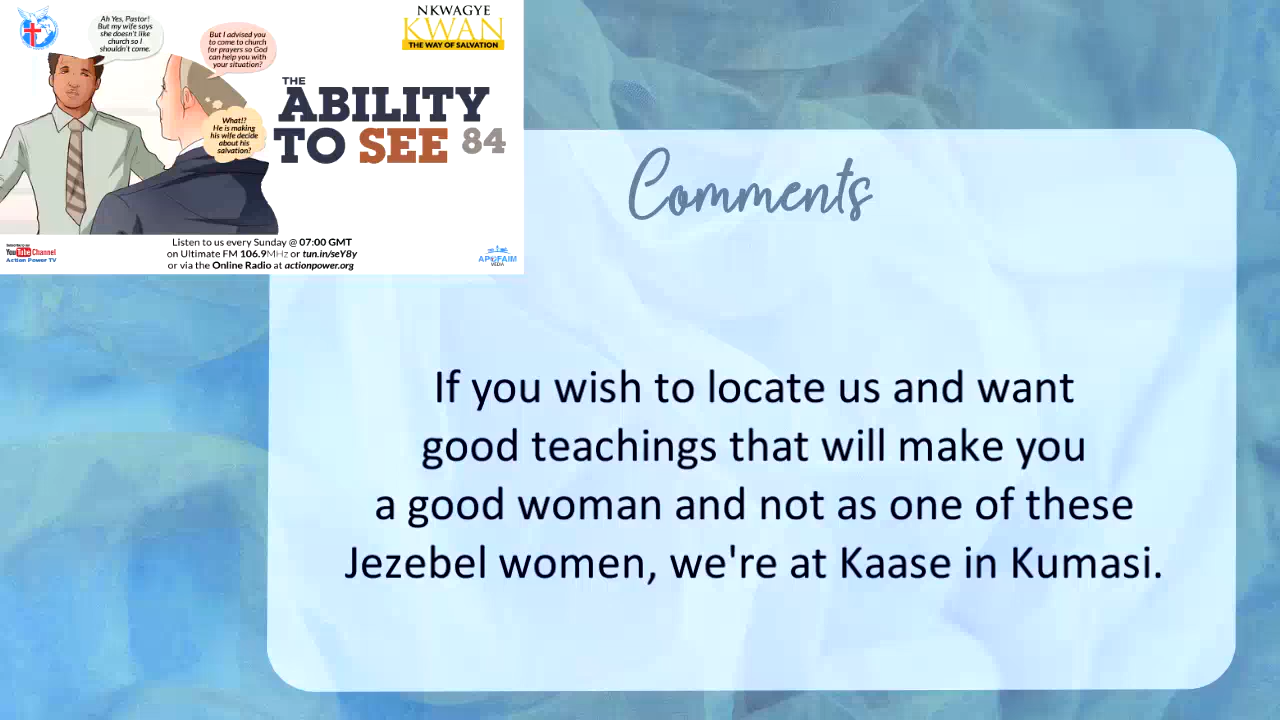 Ah Yes, Pastor!
But my wife says
she doesn't like
church so I
shouldn't come.
But I advised you
to come to church
for prayers so God
can help you with
your situation?
What!?
He is making
his wife decide
about his
salvation?
NKWAGYE
KWAN
THE WAY OF SALVATION
THE
ABILITY
TO SEE 84
YouTube Channel
Action Power TV
Listen to us every Sunday @ 07:00 GMT
on Ultimate FM 106.9MHz or tun.in/seY8y
or via the Online Radio at actionpower.org
APOFAIM
MEDIA
Comments
If you wish to locate us and want
good teachings that will make you
a good woman and not as one of these
Jezebel women, we're at Kaase in Kumasi.